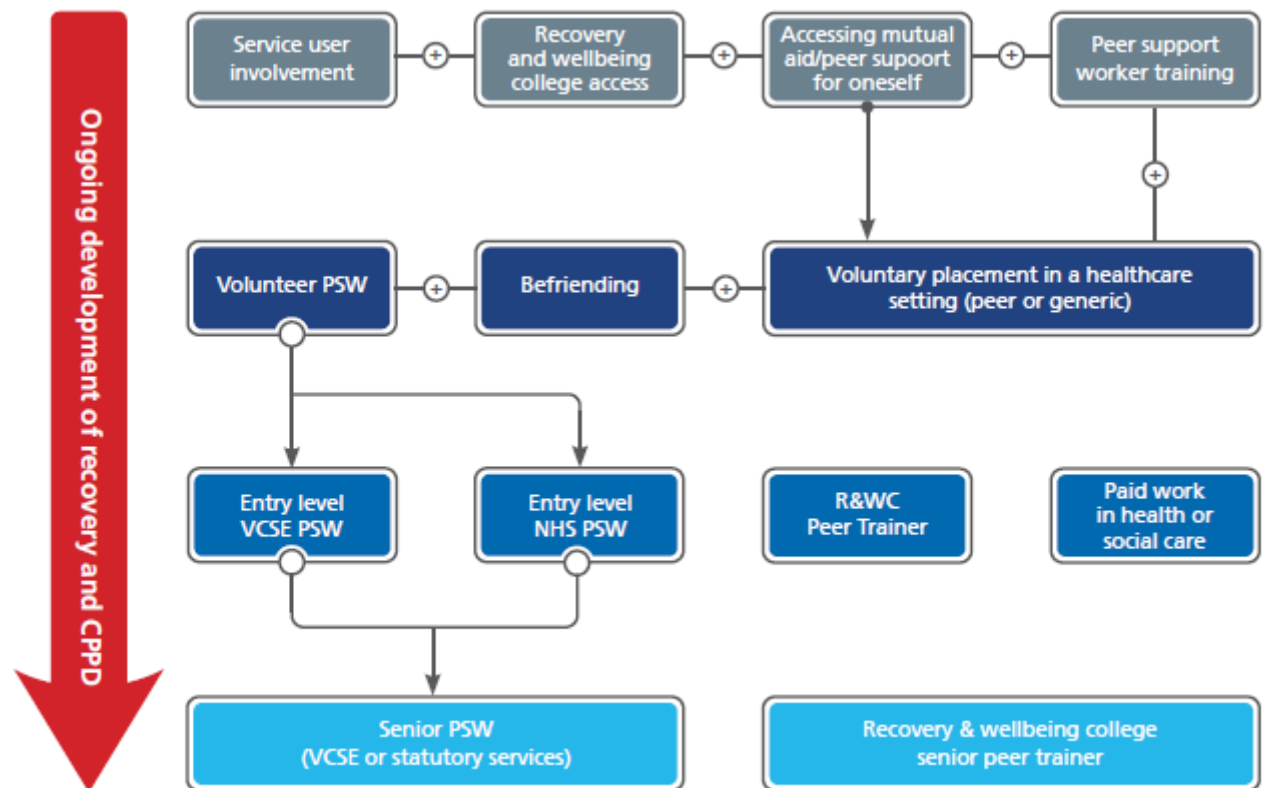 Ongoing development of recovery and CPPD
Service user
involvement
+
Recovery
and wellbeing
college access
+
Accessing mutual
aid/peer supoort
for oneself
+
Peer support
worker training
+
Volunteer PSW
+
Befriending
+
Voluntary placement in a healthcare
setting (peer or generic)
Entry level
VCSE PSW
Entry level
NHS PSW
R&WC
Peer Trainer
Paid work
in health or
social care
Senior PSW
(VCSE or statutory services)
Recovery & wellbeing college
senior peer trainer